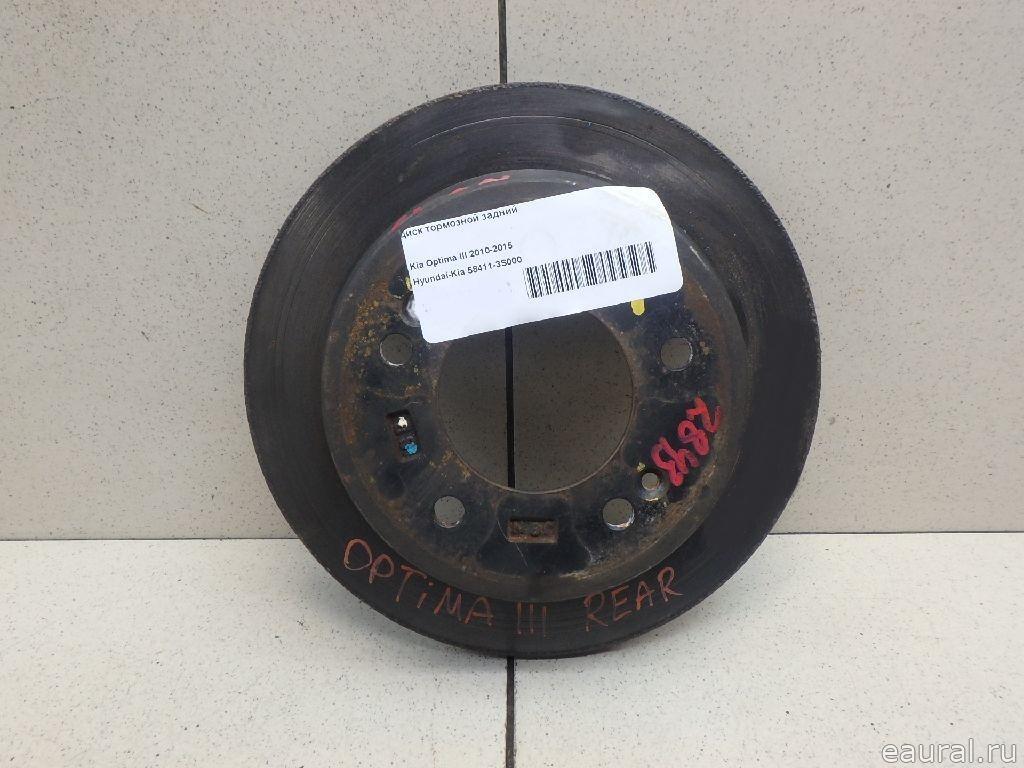 диск тормозной задний
Kia Optima III 2010-2015
Hyundai-Kia 58411-3S000
OPTiMA III REAR
eaural.ru